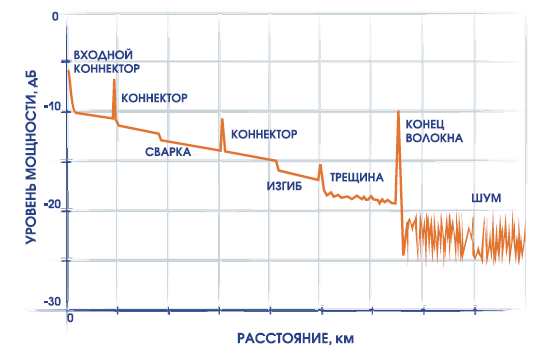 0
ВХОДНОЙ
КОННЕКТОР
КОННЕКТОР
-10
КОНЕЦ
ВОЛОКНА
КОННЕКТОР
СВАРКА
ИЗГИБ
ТРЕЩИНА
ШУМ
-20
-30
0
УРОВЕНЬ МОЩНОСТИ, дБ
РАССТОЯНИЕ, км